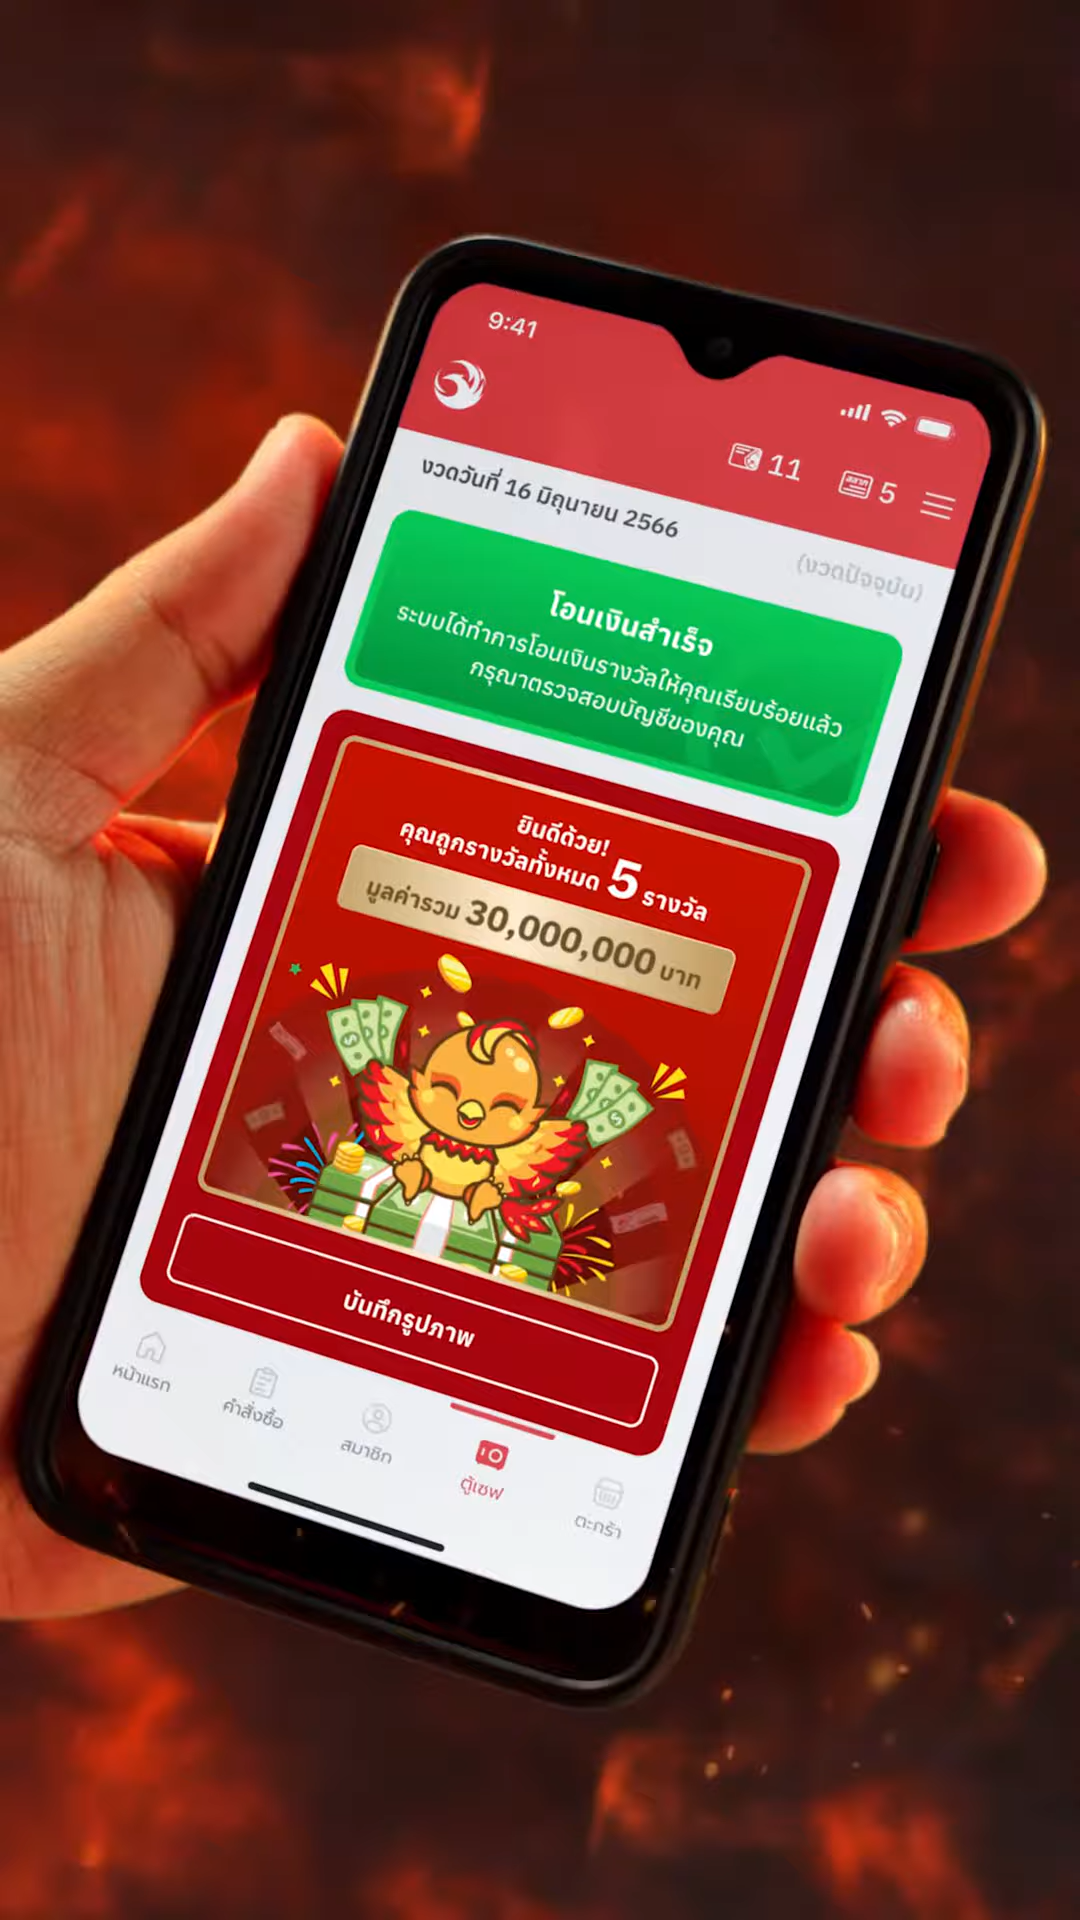 9:41
11
5
งวดวันที่ 16 มิถุนายน 2566
(งวดปัจจุบัน)
โอนเงินสำเร็จ
ระบบได้ทำการโอนเงินรางวัลให้คุณเรียบร้อยแล้ว
กรุณาตรวจสอบบัญชีของคุณ
ยินดีด้วย!
คุณถูกรางวัลทั้งหมด 5 รางวัล
มูลค่ารวม 30,000,000 บาท
บันทึกรูปภาพ
หน้าแรก
คำสั่งซื้อ
สมาชิก
ตู้เซฟ
ตะกร้า